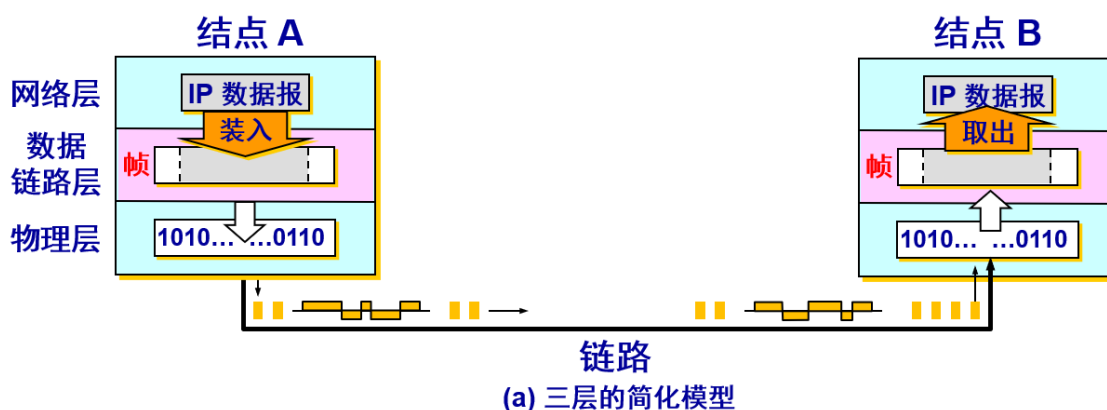 结点 A
结点 B
网络层
IP 数据报
IP 数据报
装入
取出
数据
链路层
帧
帧
物理层
1010… …0110
1010… …0110
链路
(a) 三层的简化模型